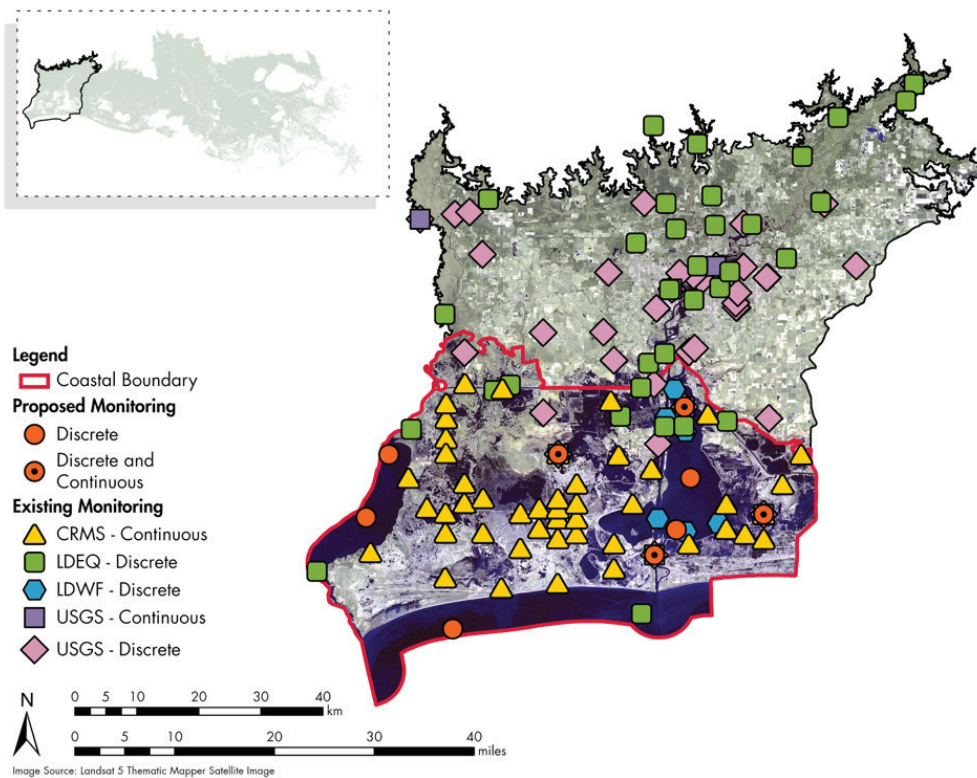 Legend
Coastal Boundary
Proposed Monitoring
Discrete
Discrete and
Continuous
Existing Monitoring
CRMS - Continuous
LDEQ - Discrete
LDWF - Discrete
USGS - Continuous
USGS - Discrete
N
0 5 10 20 30 40
km
0 5 10 20 30 40
miles
Image Source: Landsat 5 Thematic Mapper Satellite Image